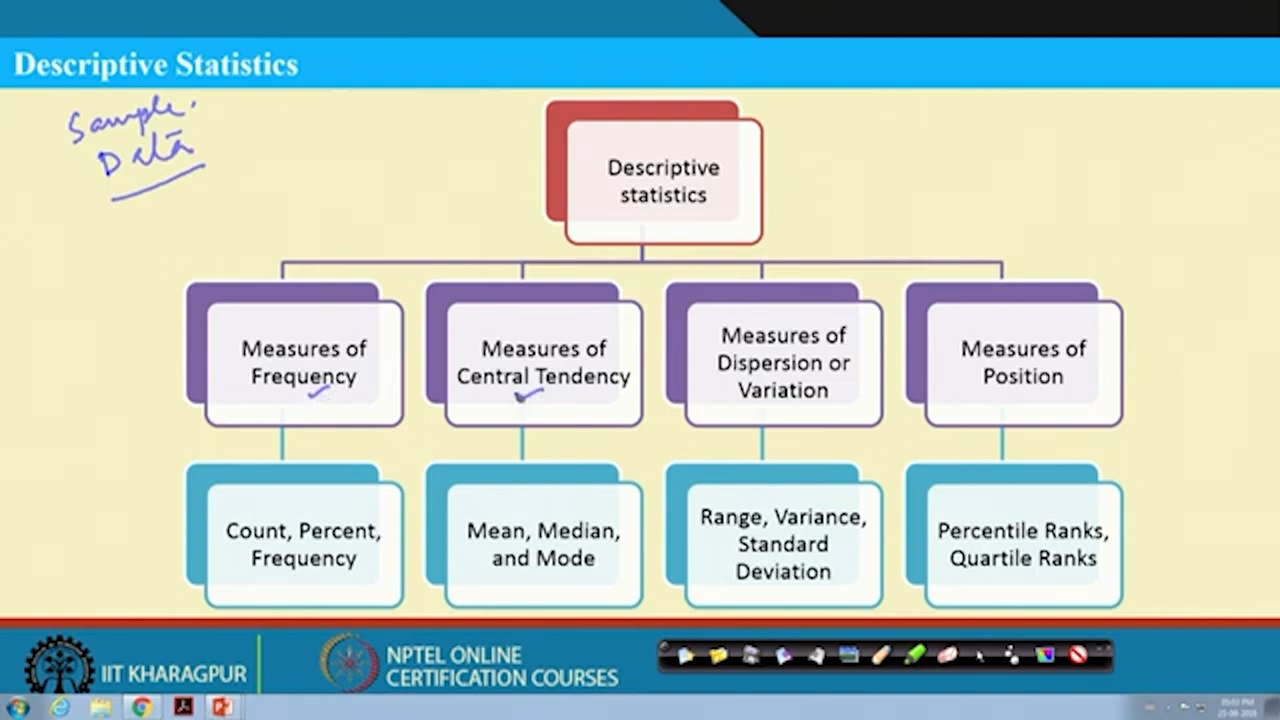 Descriptive Statistics
Sample
Data
Descriptive
statistics
Measures of
Frequency
Measures of
Central Tendency
Measures of
Dispersion or
Variation
Measures of
Position
Count, Percent,
Frequency
Mean, Median,
and Mode
Range, Variance,
Standard
Deviation
Percentile Ranks,
Quartile Ranks
IIT KHARAGPUR
NPTEL ONLINE
CERTIFICATION COURSES